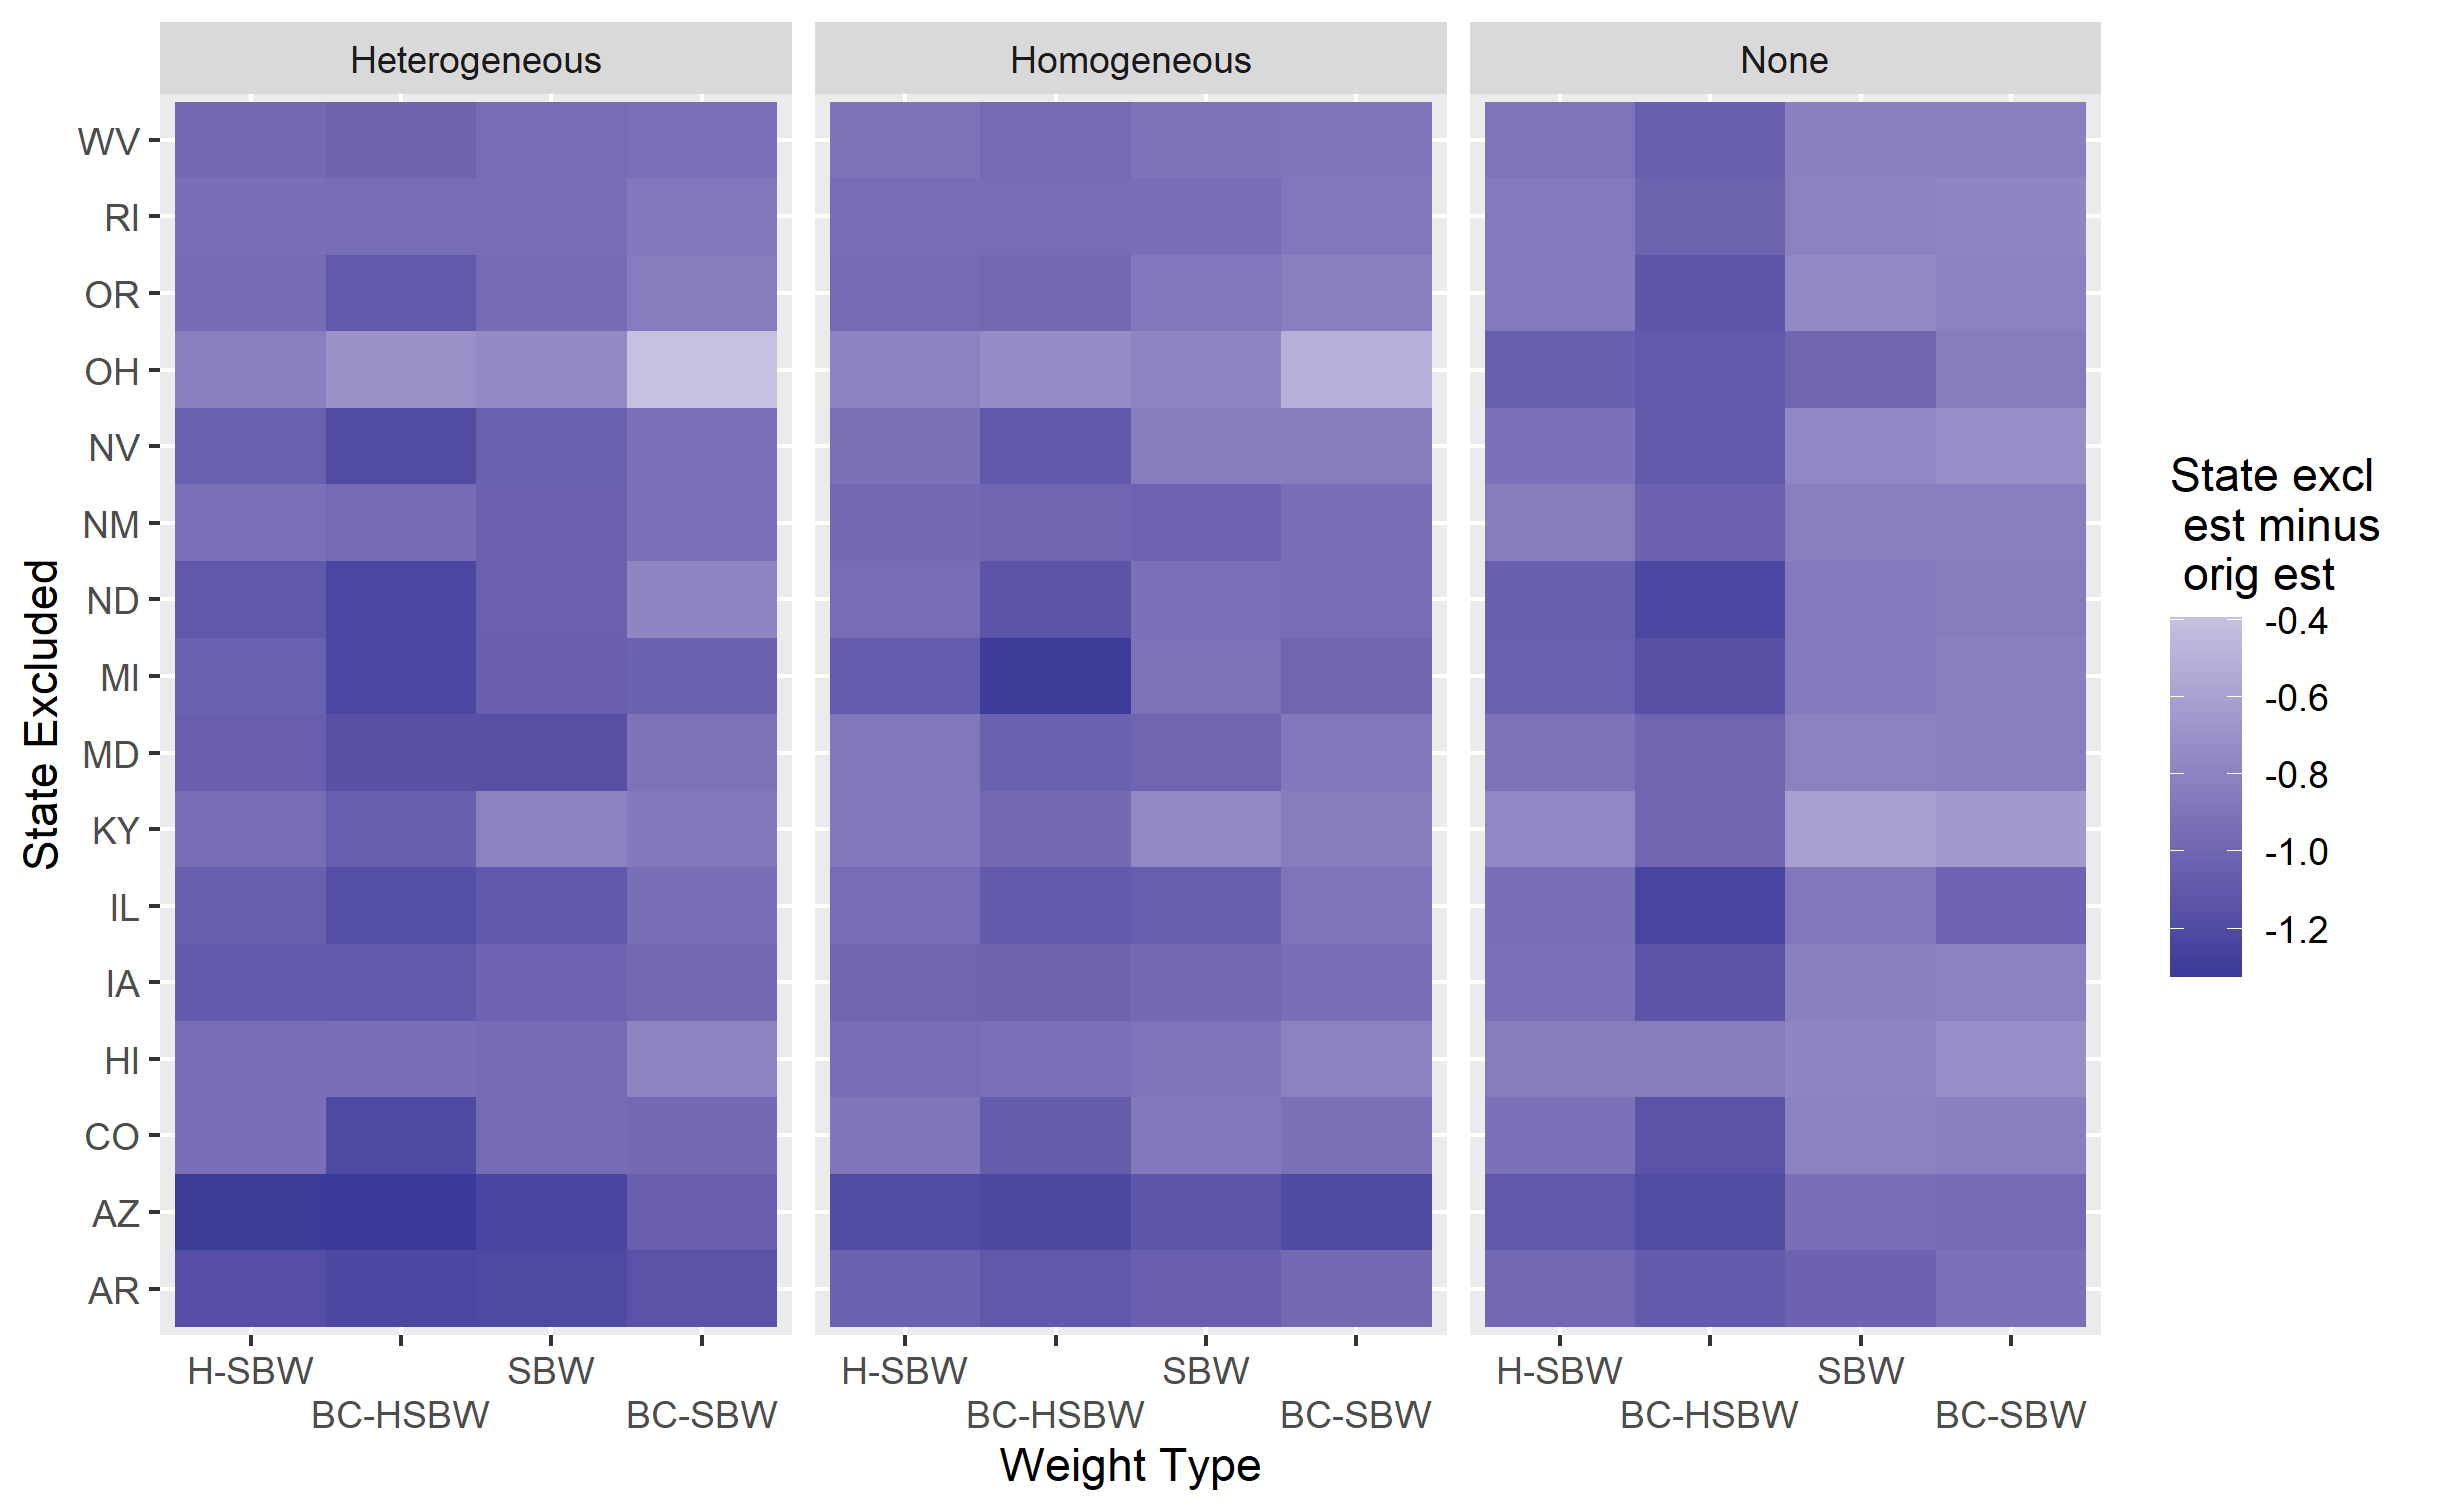 Heterogeneous
Homogeneous
None
State Excluded
WV
RI
OR
OH
NV
NM
ND
MI
MD
KY
IL
IA
HI
CO
AZ
AR
H-SBW
BC-HSBW
SBW
BC-SBW
H-SBW
BC-HSBW
SBW
BC-SBW
H-SBW
BC-HSBW
SBW
BC-SBW
Weight Type
State excl
est minus
orig est
-0.4
-0.6
-0.8
-1.0
-1.2